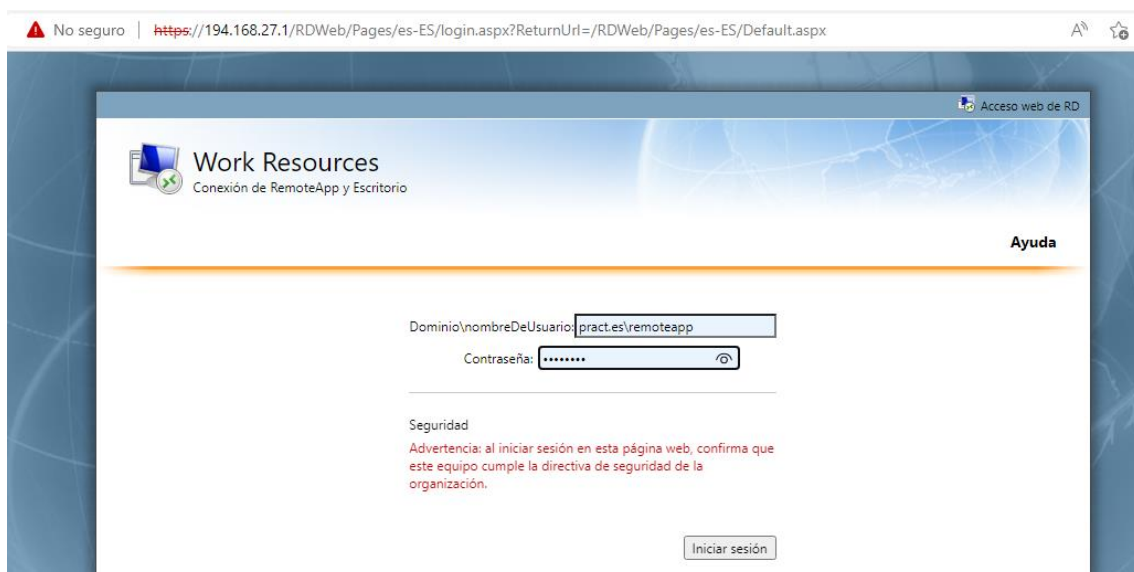 No seguro | https://194.168.27.1/RDWeb/Pages/es-ES/login.aspx?ReturnUrl=/RDWeb/Pages/es-ES/Default.aspx
Acceso web de RD
Work Resources
Conexión de RemoteApp y Escritorio
Ayuda
Dominio\nombreDeUsuario: pract.es\remoteapp
Contraseña: ••••••••
Seguridad
Advertencia: al iniciar sesión en esta página web, confirma que
este equipo cumple la directiva de seguridad de la
organización.
Iniciar sesión